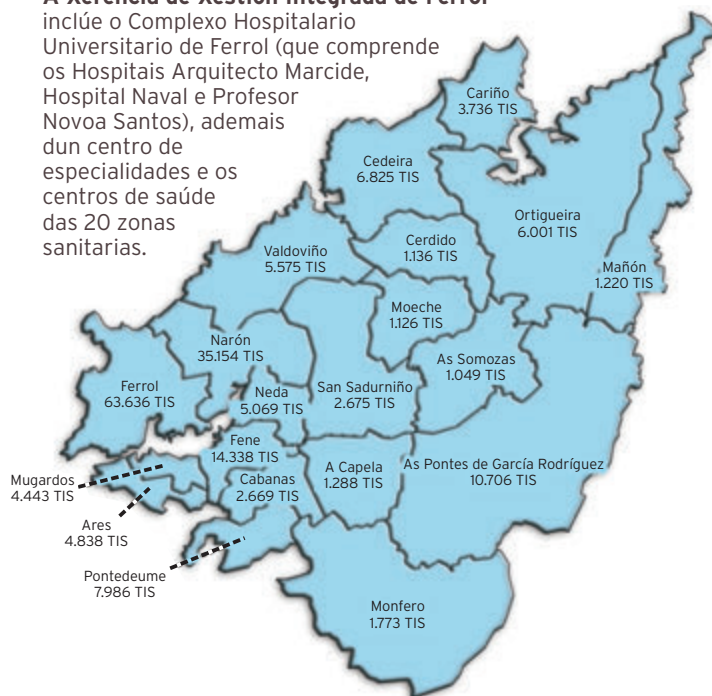 A Xerencia de Xestión Integrada de Ferrol
inclúe o Complexo Hospitalario
Universitario de Ferrol (que comprende
os Hospitais Arquitecto Marcide,
Hospital Naval e Profesor
Novoa Santos), ademais
dun centro de
especialidades e os
centros de saúde
das 20 zonas
sanitarias.
Cariño
3.736 TIS
Cedeira
6.825 TIS
Ortigueira
6.001 TIS
Cerdido
1.136 TIS
Valdoviño
5.575 TIS
Mañón
1.220 TIS
Moeche
1.126 TIS
Narón
35.154 TIS
As Somozas
1.049 TIS
Ferrol
63.636 TIS
Neda
5.069 TIS
San Sadurniño
2.675 TIS
Fene
14.338 TIS
A Capela
1.288 TIS
As Pontes de García Rodríguez
10.706 TIS
Mugardos
4.443 TIS
Cabanas
2.669 TIS
Ares
4.838 TIS
Pontedeume
7.986 TIS
Monfero
1.773 TIS